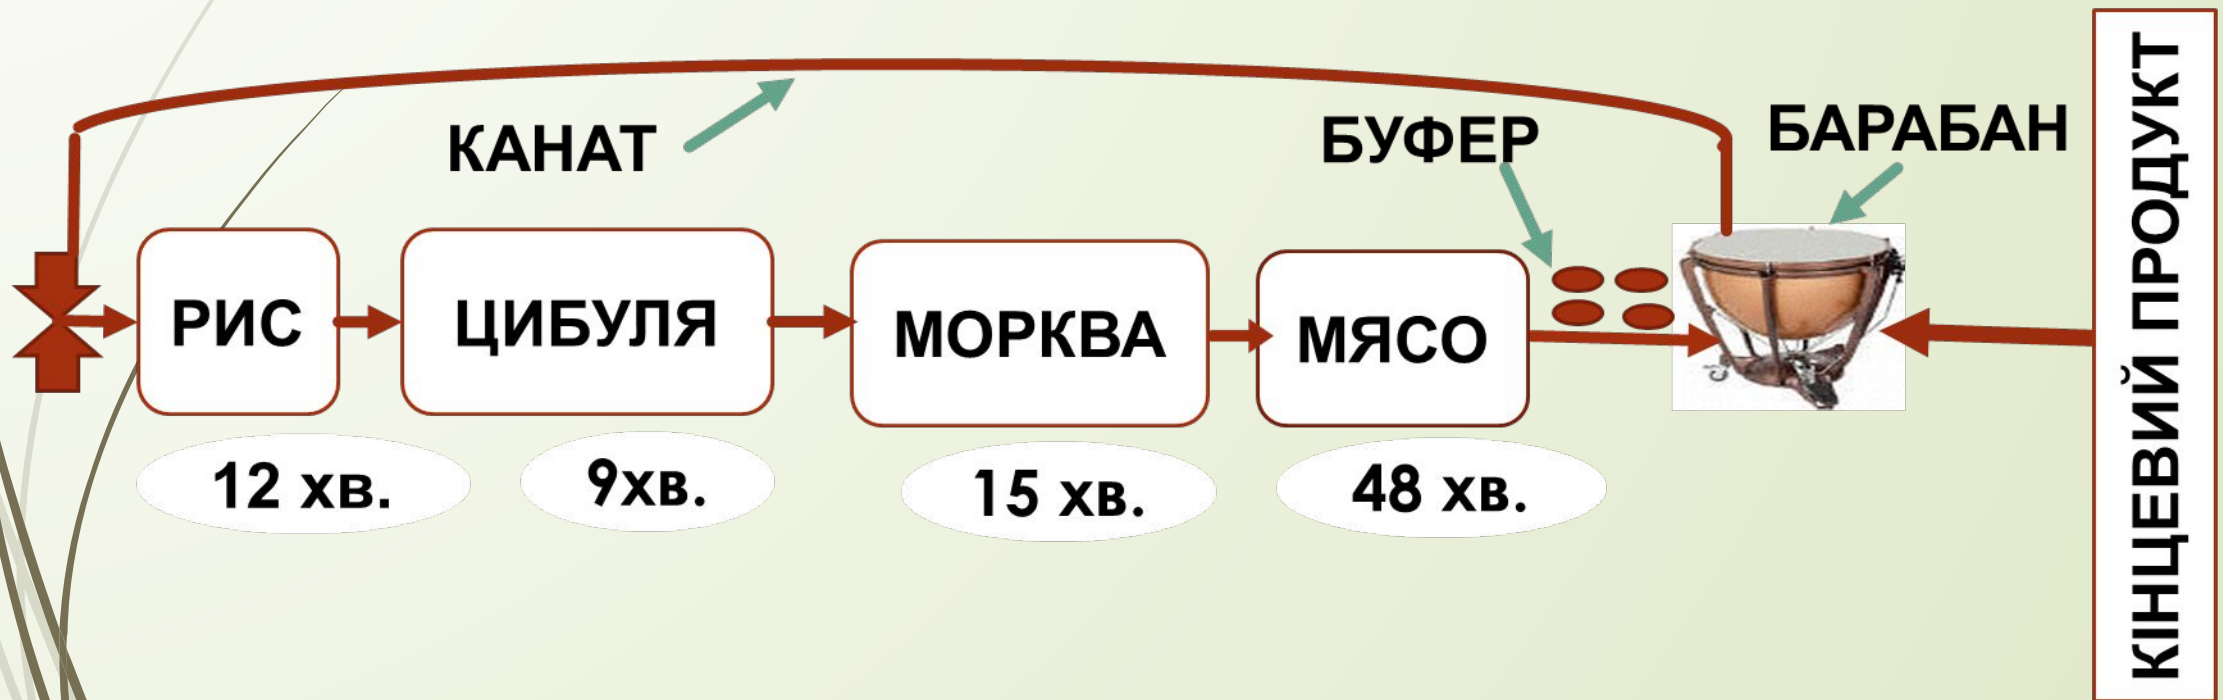 КАНАТ
БУФЕР
БАРАБАН
РИС
ЦИБУЛЯ
МОРКВА
МЯСО
12 хв.
9хв.
15 хв.
48 хв.
КІНЦЕВИЙ ПРОДУКТ